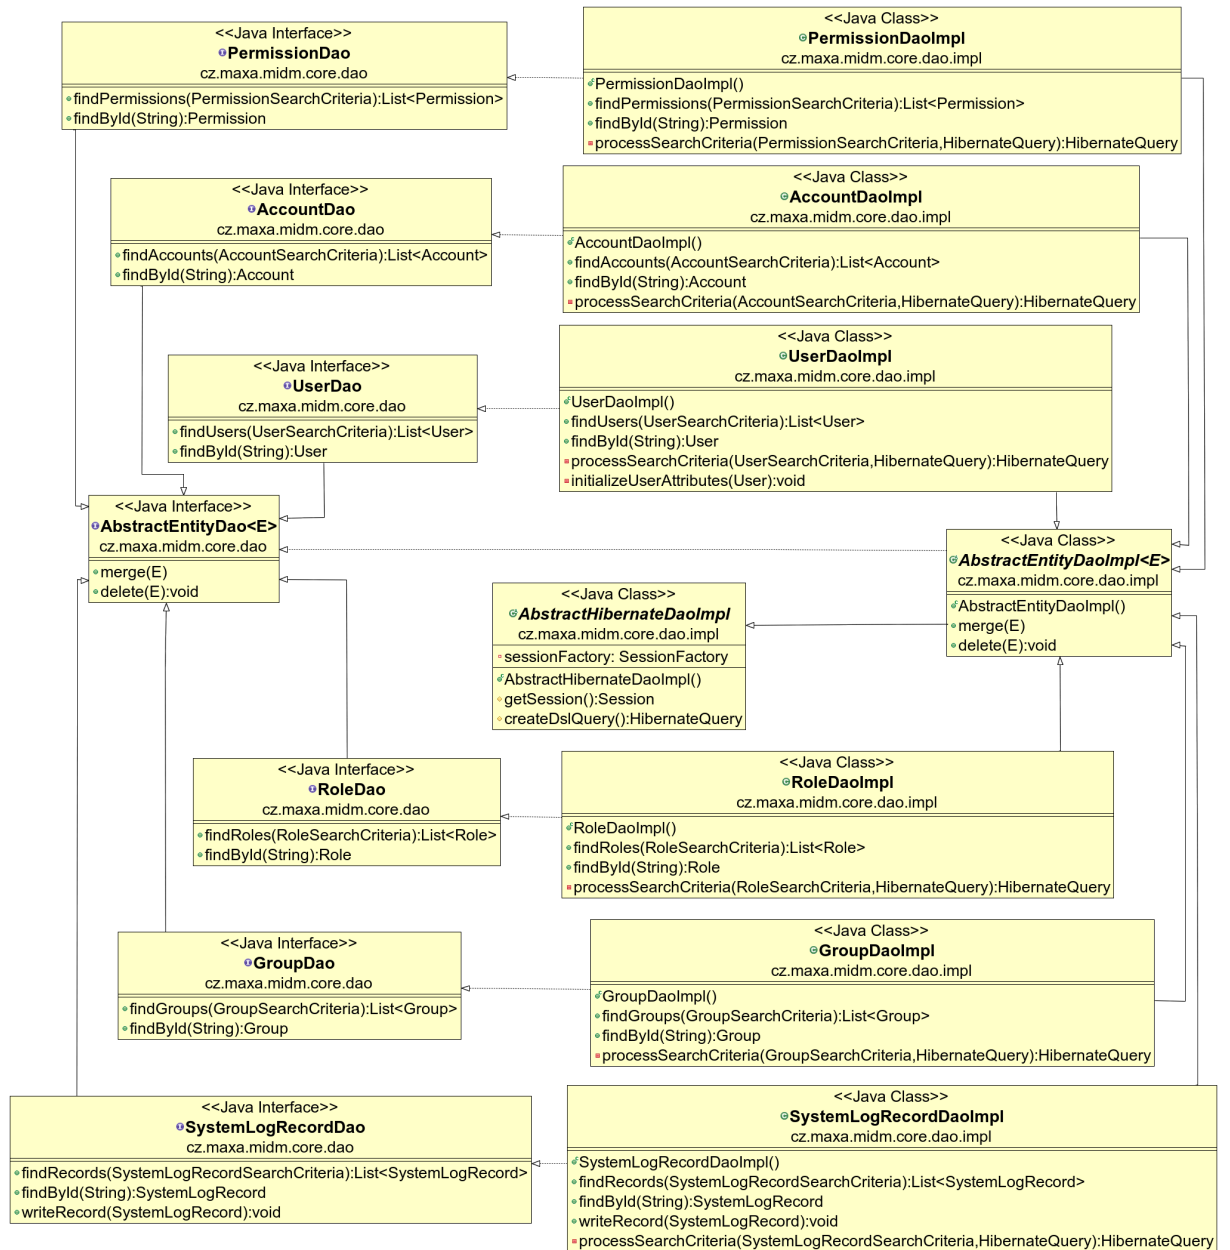 <<Java Interface>>
PermissionDao
cz.maxa.midm.core.dao
findPermissions(PermissionSearchCriteria):List<Permission>
findById(String):Permission
<<Java Class>>
PermissionDaoImpl
cz.maxa.midm.core.dao.impl
PermissionDaoImpl()
findPermissions(PermissionSearchCriteria):List<Permission>
findById(String):Permission
processSearchCriteria(PermissionSearchCriteria,HibernateQuery):HibernateQuery
<<Java Interface>>
AccountDao
cz.maxa.midm.core.dao
findAccounts(AccountSearchCriteria):List<Account>
findById(String):Account
<<Java Class>>
AccountDaoImpl
cz.maxa.midm.core.dao.impl
AccountDaoImpl()
findAccounts(AccountSearchCriteria):List<Account>
findById(String):Account
processSearchCriteria(AccountSearchCriteria,HibernateQuery):HibernateQuery
<<Java Interface>>
UserDao
cz.maxa.midm.core.dao
findUsers(UserSearchCriteria):List<User>
findById(String):User
<<Java Class>>
UserDaoImpl
cz.maxa.midm.core.dao.impl
UserDaoImpl()
findUsers(UserSearchCriteria):List<User>
findById(String):User
processSearchCriteria(UserSearchCriteria,HibernateQuery):HibernateQuery
initializeUserAttributes(User):void
<<Java Interface>>
AbstractEntityDao<E>
cz.maxa.midm.core.dao
merge(E)
delete(E):void
<<Java Class>>
AbstractEntityDaoImpl<E>
cz.maxa.midm.core.dao.impl
AbstractEntityDaoImpl()
merge(E)
delete(E):void
<<Java Class>>
AbstractHibernateDaoImpl
cz.maxa.midm.core.dao.impl
sessionFactory: SessionFactory
AbstractHibernateDaoImpl()
getSession():Session
createDslQuery():HibernateQuery
<<Java Interface>>
RoleDao
cz.maxa.midm.core.dao
findRoles(RoleSearchCriteria):List<Role>
findById(String):Role
<<Java Class>>
RoleDaoImpl
cz.maxa.midm.core.dao.impl
RoleDaoImpl()
findRoles(RoleSearchCriteria):List<Role>
findById(String):Role
processSearchCriteria(RoleSearchCriteria,HibernateQuery):HibernateQuery
<<Java Interface>>
GroupDao
cz.maxa.midm.core.dao
findGroups(GroupSearchCriteria):List<Group>
findById(String):Group
<<Java Class>>
GroupDaoImpl
cz.maxa.midm.core.dao.impl
GroupDaoImpl()
findGroups(GroupSearchCriteria):List<Group>
findById(String):Group
processSearchCriteria(GroupSearchCriteria,HibernateQuery):HibernateQuery
<<Java Interface>>
SystemLogRecordDao
cz.maxa.midm.core.dao
findRecords(SystemLogRecordSearchCriteria):List<SystemLogRecord>
findById(String):SystemLogRecord
writeRecord(SystemLogRecord):void
<<Java Class>>
SystemLogRecordDaoImpl
cz.maxa.midm.core.dao.impl
SystemLogRecordDaoImpl()
findRecords(SystemLogRecordSearchCriteria):List<SystemLogRecord>
findById(String):SystemLogRecord
writeRecord(SystemLogRecord):void
processSearchCriteria(SystemLogRecordSearchCriteria,HibernateQuery):HibernateQuery